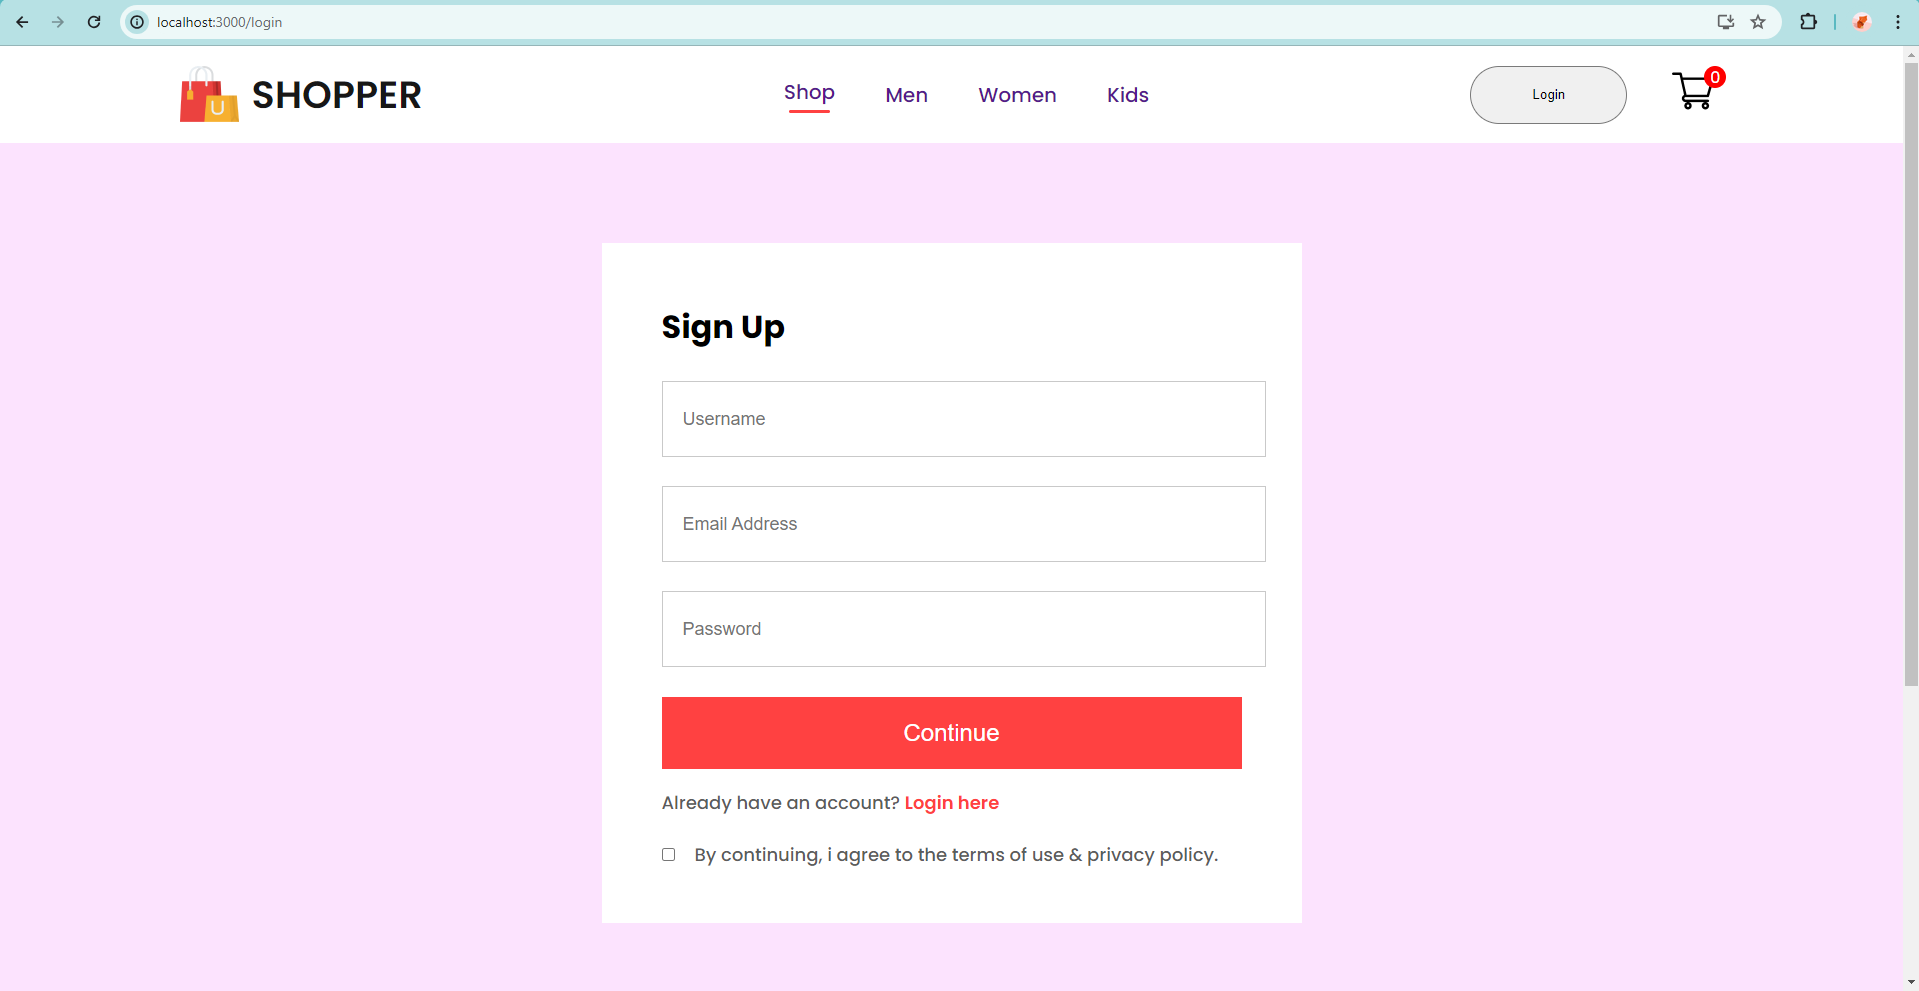 localhost:3000/login
U SHOPPER Shop Men Women Kids Login 0
Sign Up
Username
Email Address
Password
Continue
Already have an account? Login here
By continuing, i agree to the terms of use & privacy policy.